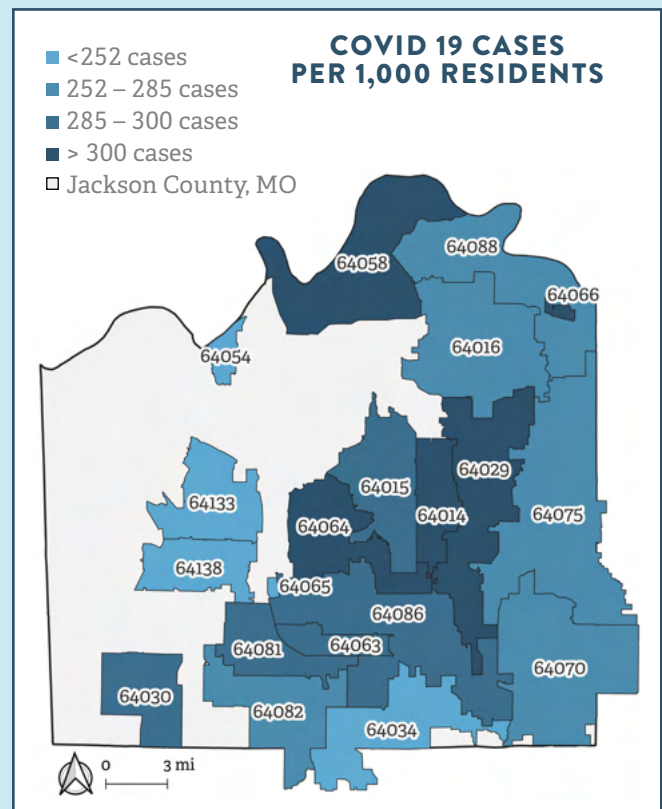 COVID 19 CASES
PER 1,000 RESIDENTS
<252 cases
252 – 285 cases
285 – 300 cases
> 300 cases
Jackson County, MO
64088
64058
64066
64054
64016
64029
64015
64133
64014
64075
64064
64138
64065
64086
64081
64063
64070
64030
64082
64034
0 3 mi